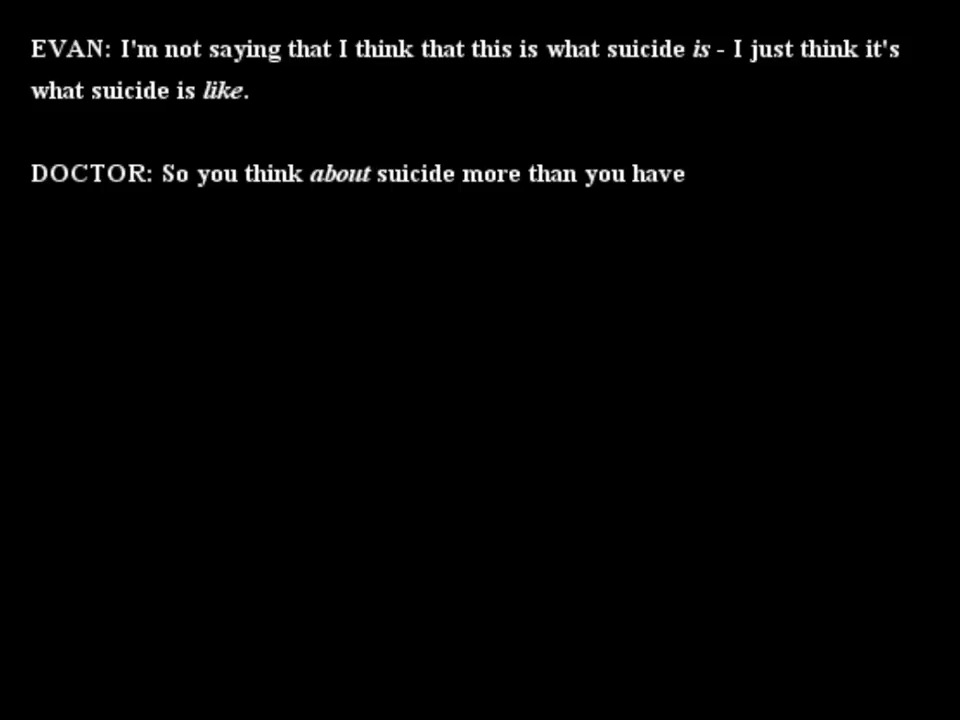 EVAN: I'm not saying that I think that this is what suicide is - I just think it's
what suicide is like.
DOCTOR: So you think about suicide more than you have